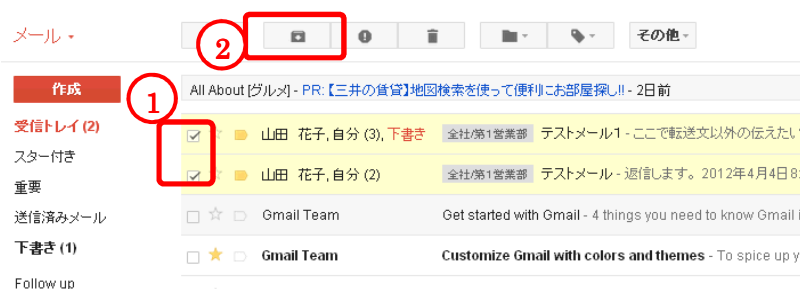 メール
②
その他
①
作成
All About [グルメ] - PR: 【三井の賃貸】地図検索を使って便利にお部屋探し!! - 2日前
受信トレイ (2)
山田 花子, 自分 (3), 下書き 全社/第1営業部 テストメール1 - ここで転送文以外の伝えたい
スター付き
山田 花子, 自分 (2) 全社/第1営業部 テストメール - 返信します。2012年4月4日8:
重要
送信済みメール
Gmail Team Get started with Gmail - 4 things you need to know Gmail i
下書き (1)
Gmail Team Customize Gmail with colors and themes - To spice up y
Follow up